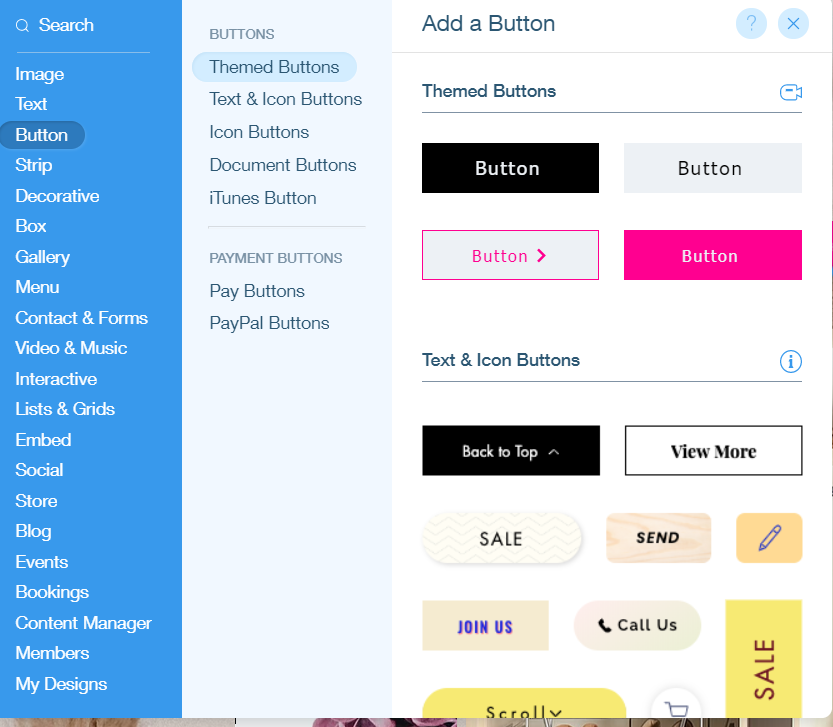 Search
Image
Text
Button
Strip
Decorative
Box
Gallery
Menu
Contact & Forms
Video & Music
Interactive
Lists & Grids
Embed
Social
Store
Blog
Events
Bookings
Content Manager
Members
My Designs
BUTTONS
Themed Buttons
Text & Icon Buttons
Icon Buttons
Document Buttons
iTunes Button
PAYMENT BUTTONS
Pay Buttons
PayPal Buttons
Add a Button
?
Themed Buttons
Button
Button
Button
Button
Text & Icon Buttons
Back to Top
View More
SALE
SEND
JOIN US
Call Us
SALE
Scroll